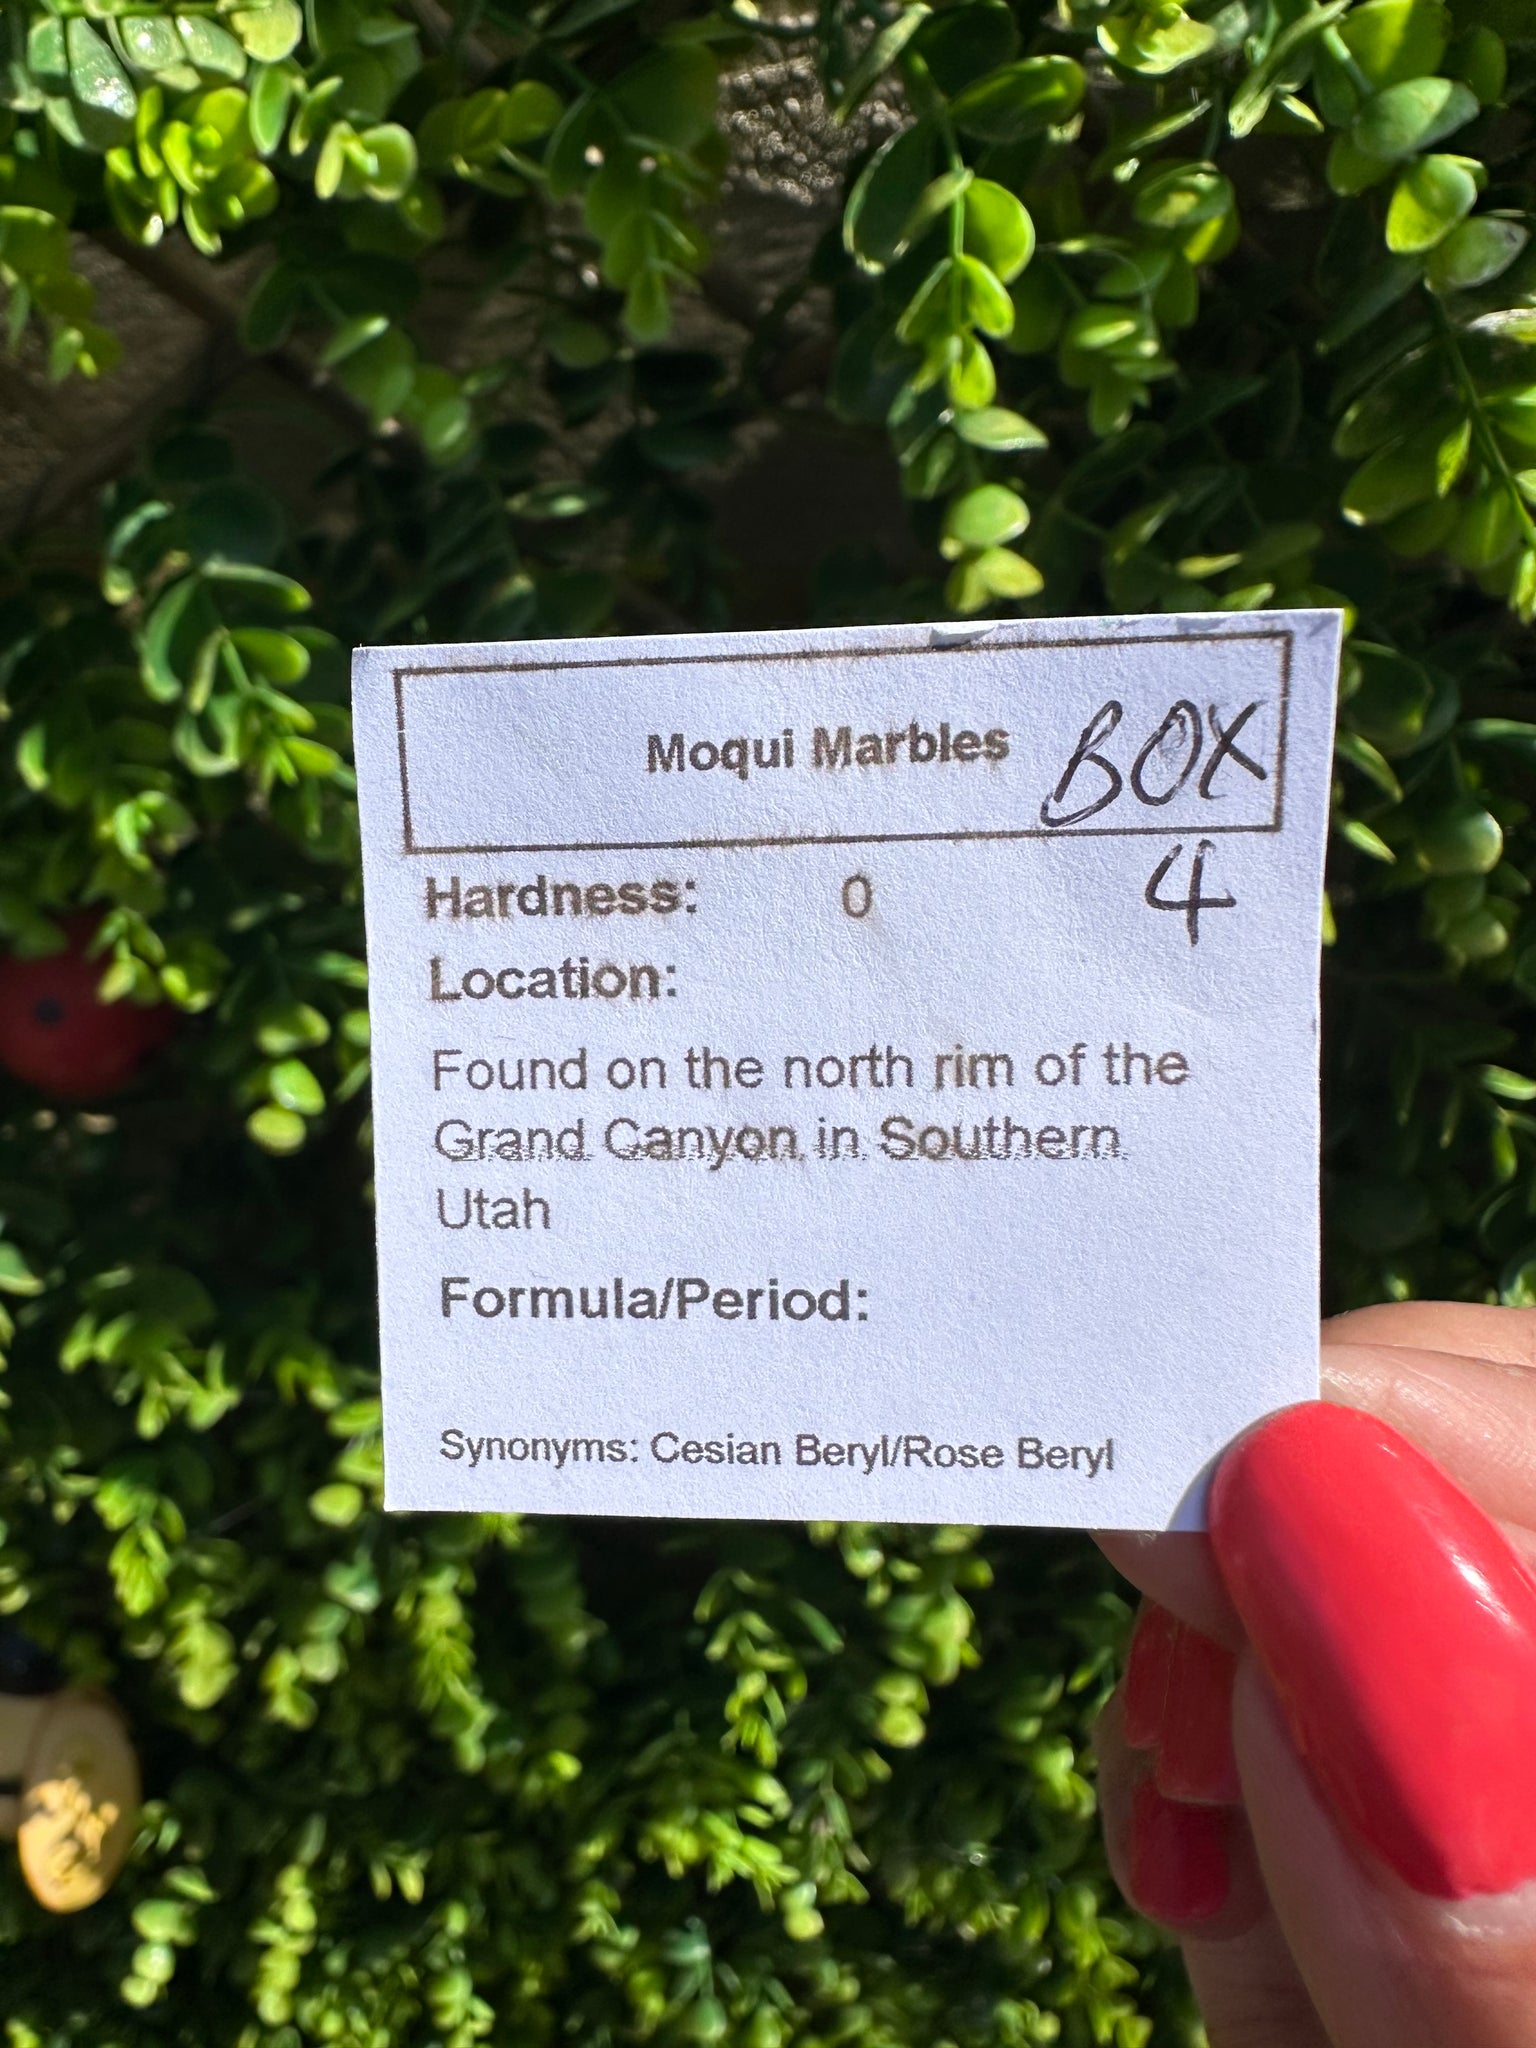 Moqui Marbles BOX
4
Hardness: 0
Location:
Found on the north rim of the
Grand Canyon in Southern
Utah
Formula/Period:
Synonyms: Cesian Beryl/Rose Beryl